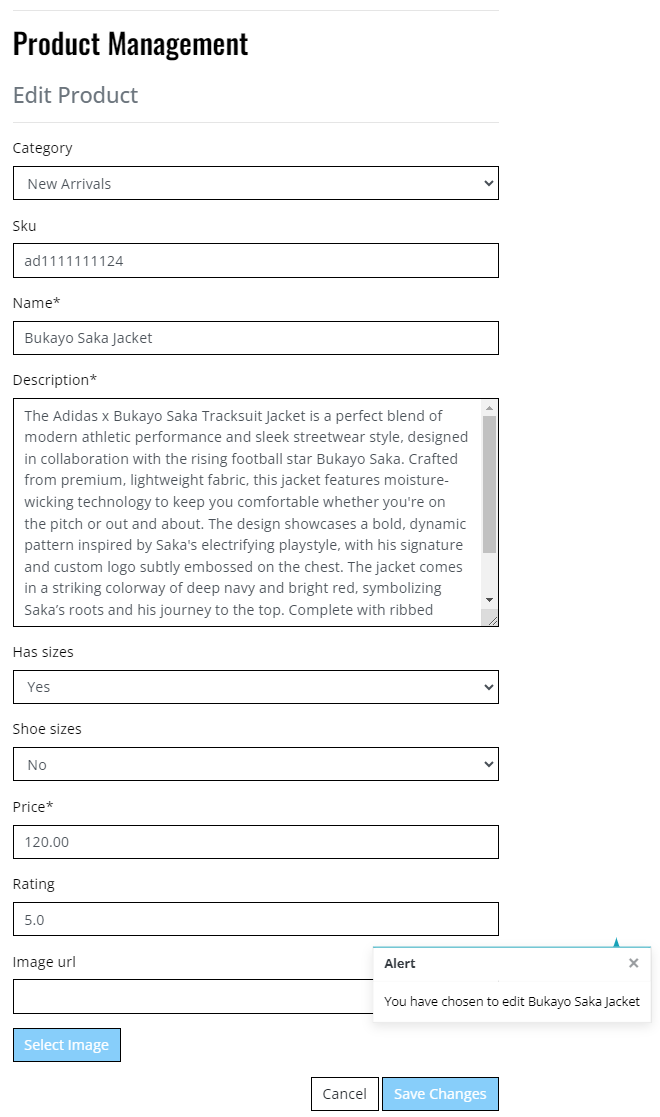 Product Management
Edit Product
Category
New Arrivals
Sku
ad1111111124
Name*
Bukayo Saka Jacket
Description*
The Adidas x Bukayo Saka Tracksuit Jacket is a perfect blend of
modern athletic performance and sleek streetwear style, designed
in collaboration with the rising football star Bukayo Saka. Crafted
from premium, lightweight fabric, this jacket features moisture-
wicking technology to keep you comfortable whether you're on
the pitch or out and about. The design showcases a bold, dynamic
pattern inspired by Saka's electrifying playstyle, with his signature
and custom logo subtly embossed on the chest. The jacket comes
in a striking colorway of deep navy and bright red, symbolizing
Saka’s roots and his journey to the top. Complete with ribbed
Has sizes
Yes
Shoe sizes
No
Price*
120.00
Rating
5.0
Image url
Alert ×
You have chosen to edit Bukayo Saka Jacket
Select Image
Cancel Save Changes